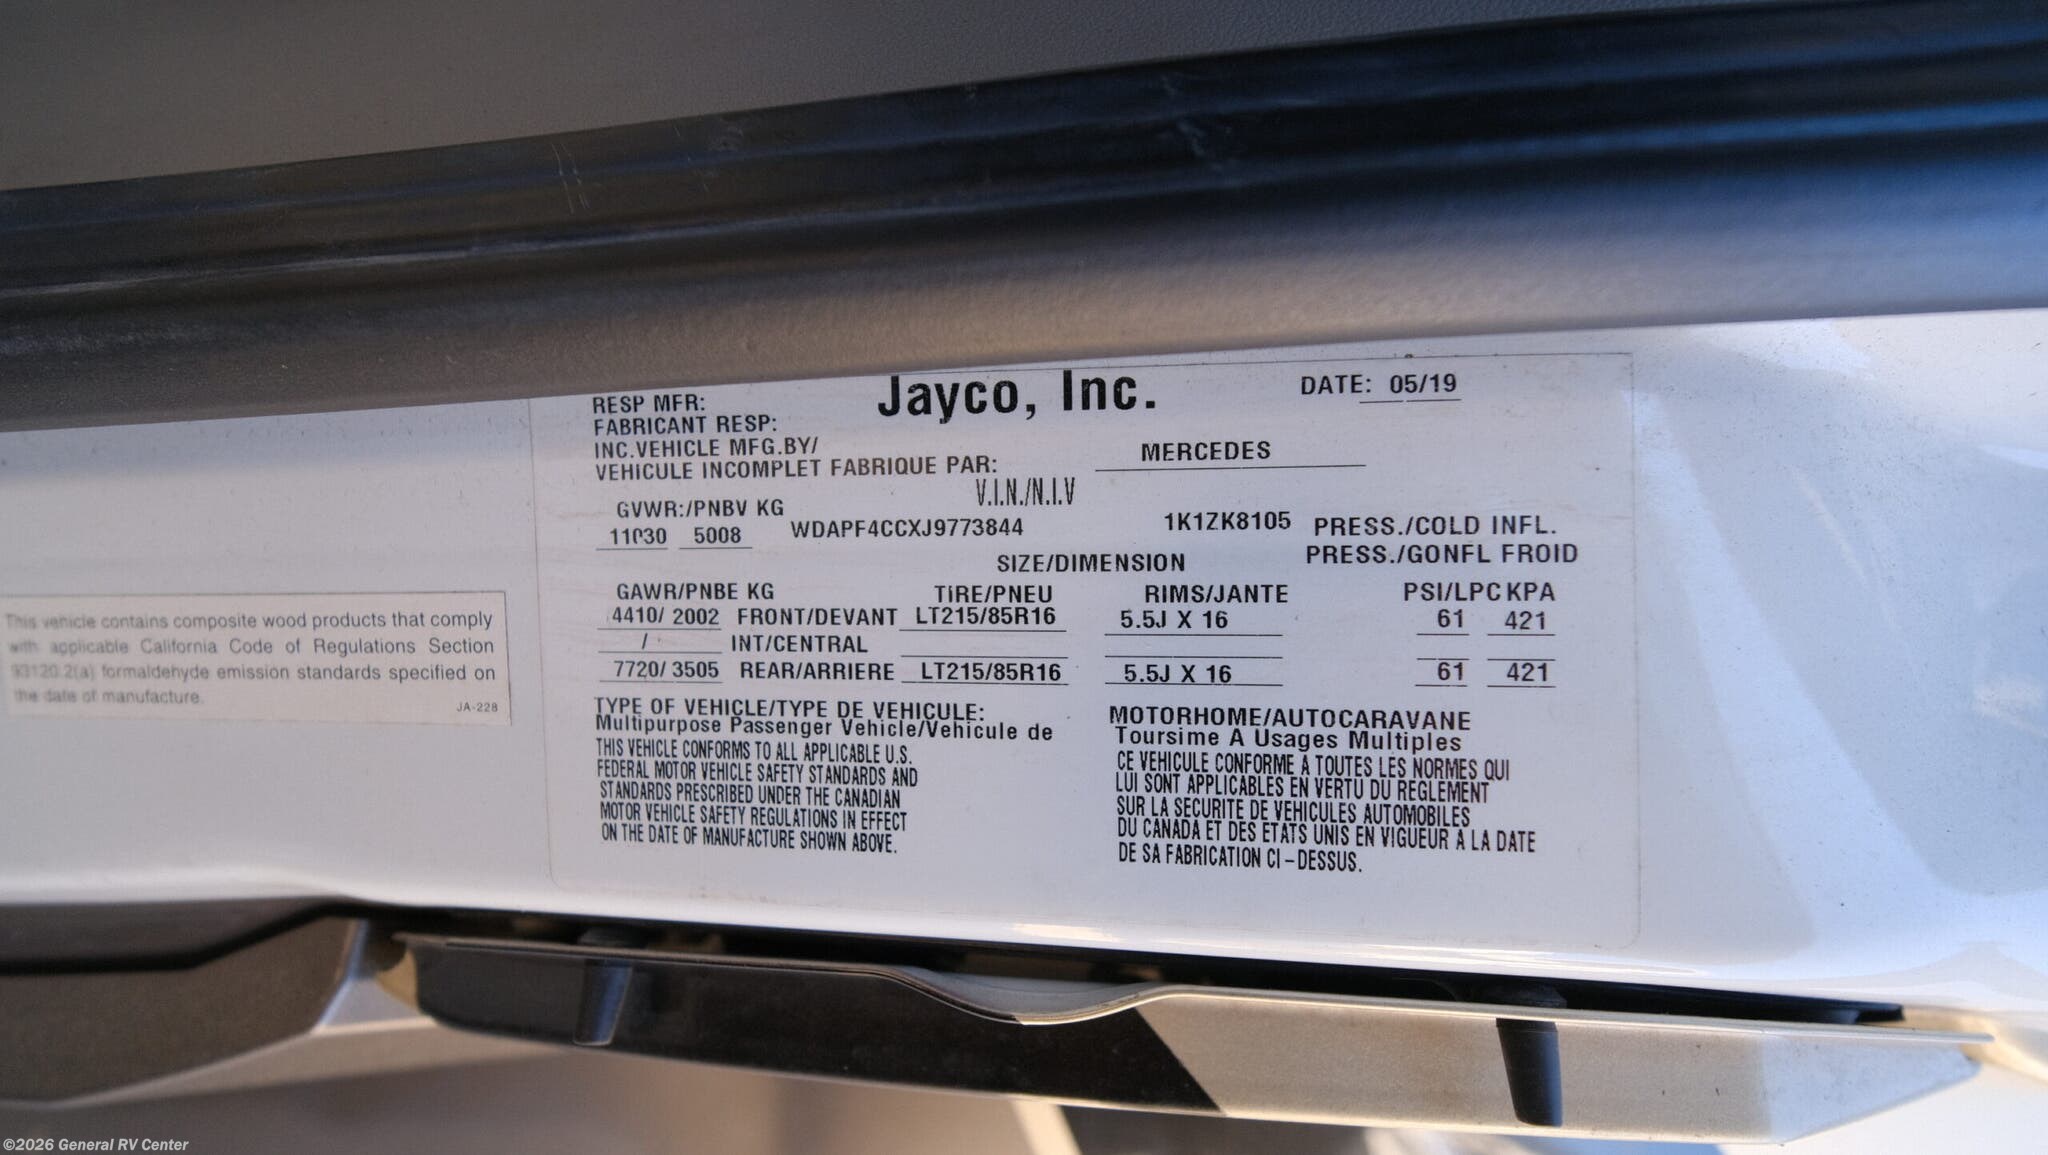 Jayco, Inc.
DATE: 05/19
RESP MFR:
FABRICANT RESP:
INC.VEHICLE MFG.BY/
VEHICULE INCOMPLET FABRIQUE PAR:
MERCEDES
V.I.N./N.I.V
GVWR:/PNBV KG
11030 5008
WDAPF4CCXJ9773844
1K1ZK8105
PRESS./COLD INFL.
PRESS./GONFL FROID
SIZE/DIMENSION
GAWR/PNBE KG TIRE/PNEU RIMS/JANTE PSI/LPC KPA
4410/ 2002 FRONT/DEVANT LT215/85R16 5.5J X 16 61 421
/ INT/CENTRAL
7720/ 3505 REAR/ARRIERE LT215/85R16 5.5J X 16 61 421
TYPE OF VEHICLE/TYPE DE VEHICULE: MOTORHOME/AUTOCARAVANE
Multipurpose Passenger Vehicle/Vehicule de Toursime A Usages Multiples
THIS VEHICLE CONFORMS TO ALL APPLICABLE U.S.
FEDERAL MOTOR VEHICLE SAFETY STANDARDS AND
STANDARDS PRESCRIBED UNDER THE CANADIAN
MOTOR VEHICLE SAFETY REGULATIONS IN EFFECT
ON THE DATE OF MANUFACTURE SHOWN ABOVE.
CE VEHICULE CONFORME A TOUTES LES NORMES QUI
LUI SONT APPLICABLES EN VERTU DU REGLEMENT
SUR LA SECURITE DE VEHICULES AUTOMOBILES
DU CANADA ET DES ETATS UNIS EN VIGUEUR A LA DATE
DE SA FABRICATION CI-DESSUS.
This vehicle contains composite wood products that comply
with applicable California Code of Regulations Section
93120.2(a) formaldehyde emission standards specified on
the date of manufacture.
JA-228
©2026 General RV Center